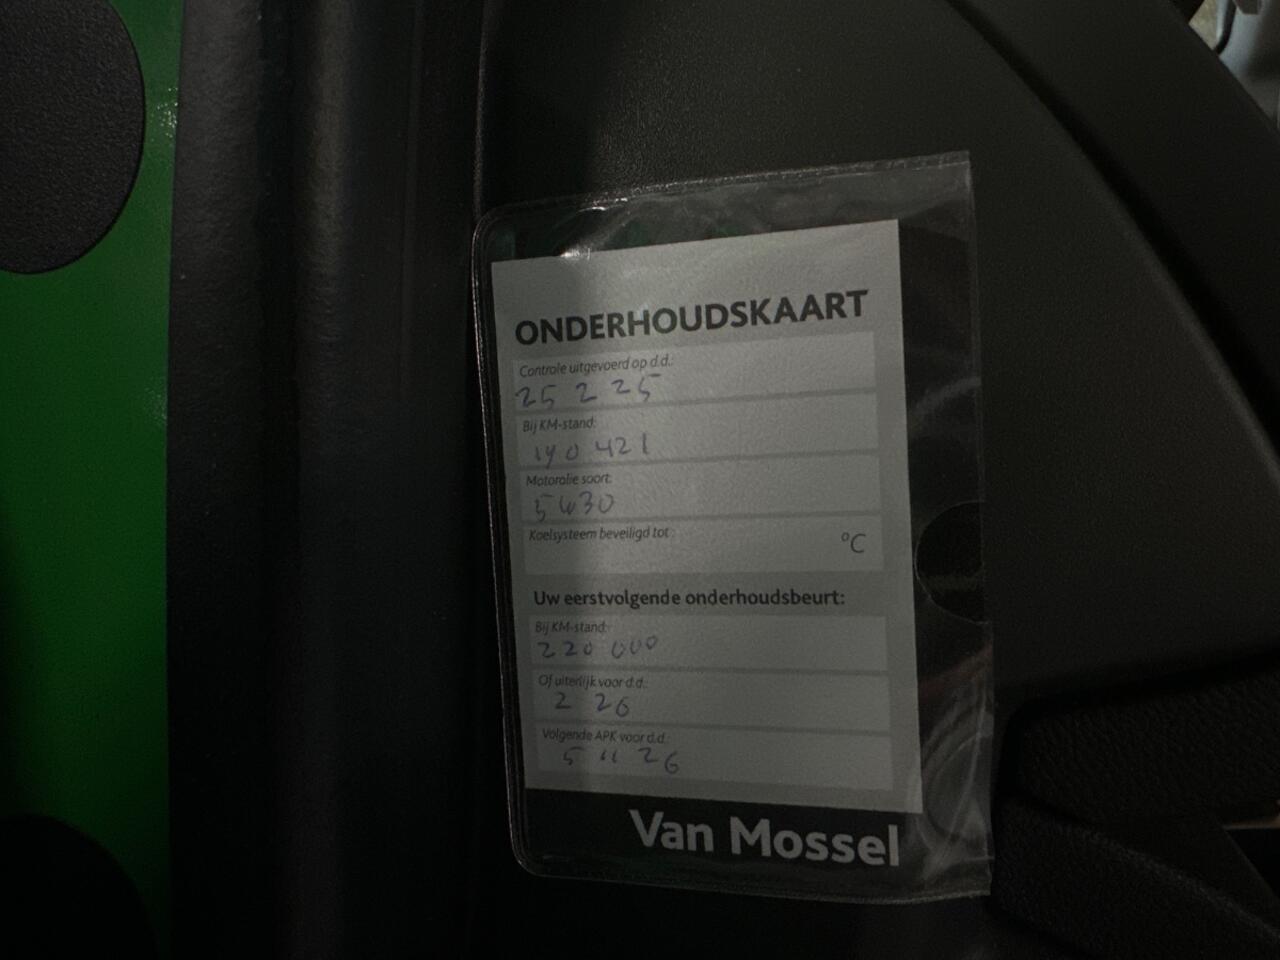 ONDERHOUDSKAART
Controle uitgevoerd op d.d.:
25 2 25
Bij KM-stand:
190 421
Motorolie soort:
5W30
Koelsysteem beveiligd tot:
°C
Uw eerstvolgende onderhoudsbeurt:
Bij KM-stand:
220 000
Of uiterlijk voor d.d.:
2 26
Volgende APK voor d.d.:
5 11 26
Van Mossel